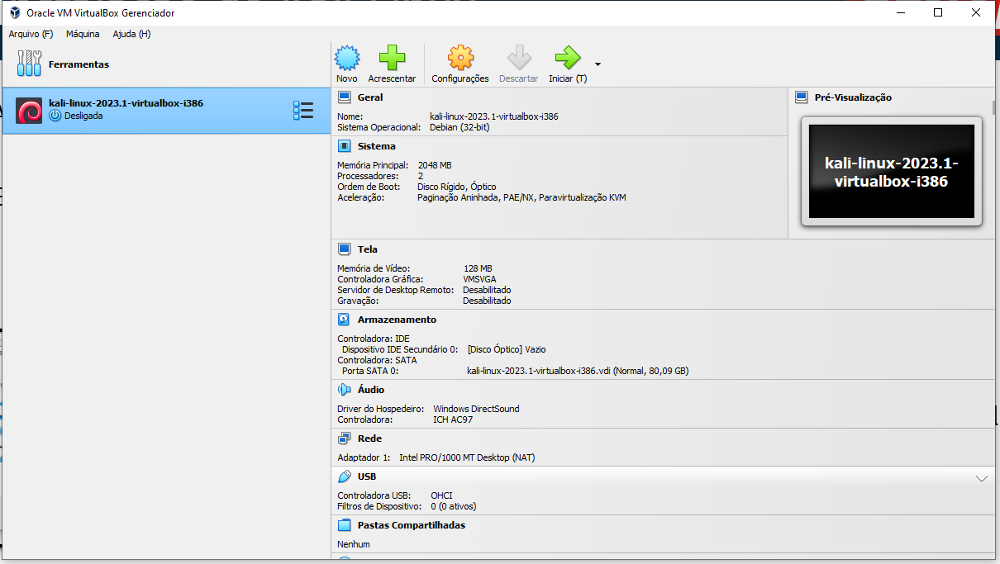 Oracle VM VirtualBox Gerenciador
Arquivo (F) Máquina Ajuda (H)
Ferramentas
Novo Acrescentar Configurações Descartar Iniciar (T)
kali-linux-2023.1-virtualbox-i386
Desligada
Geral
Nome: kali-linux-2023.1-virtualbox-i386
Sistema Operacional: Debian (32-bit)
Pré-Visualização
kali-linux-2023.1-
virtualbox-i386
Sistema
Memória Principal: 2048 MB
Processadores: 2
Ordem de Boot: Disco Rígido, Óptico
Aceleração: Paginação Aninhada, PAE/NX, Paravirtualização KVM
Tela
Memória de Vídeo: 128 MB
Controladora Gráfica: VMSVGA
Servidor de Desktop Remoto: Desabilitado
Gravação: Desabilitado
Armazenamento
Controladora: IDE
Dispositivo IDE Secundário 0: [Disco Óptico] Vazio
Controladora: SATA
Porta SATA 0: kali-linux-2023.1-virtualbox-i386.vdi (Normal, 80,09 GB)
Áudio
Driver do Hospedeiro: Windows DirectSound
Controladora: ICH AC97
Rede
Adaptador 1: Intel PRO/1000 MT Desktop (NAT)
USB
Controladora USB: OHCI
Filtros de Dispositivo: 0 (0 ativos)
Pastas Compartilhadas
Nenhum